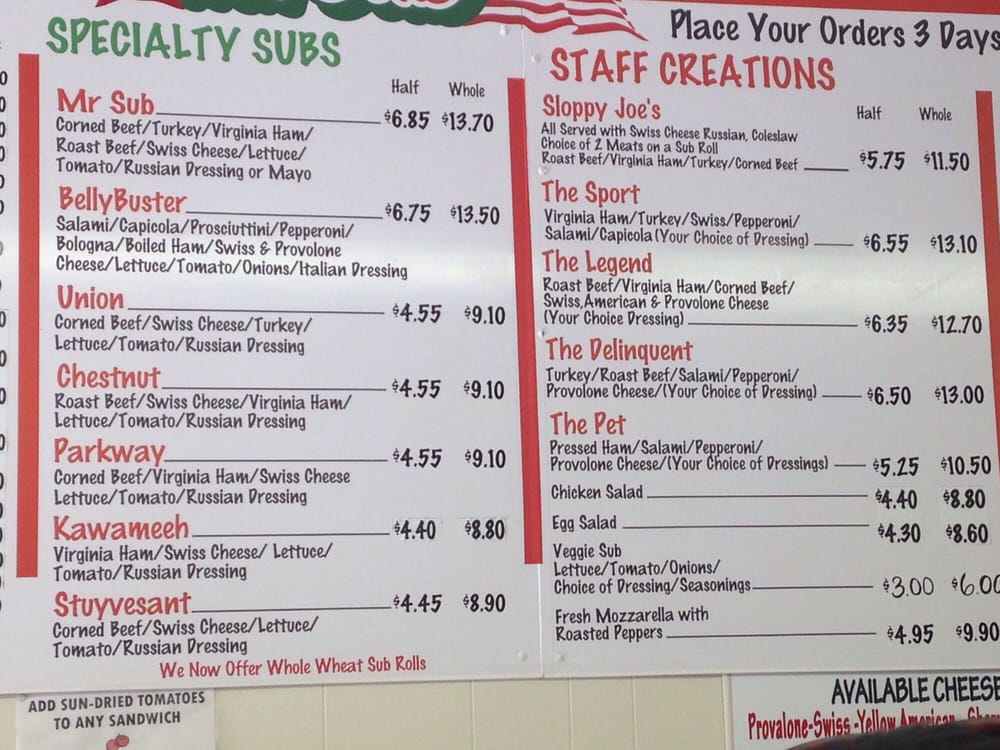 Place Your Orders 3 Days
SPECIALTY SUBS
Half Whole
Mr Sub $6.85 $13.70
Corned Beef/Turkey/Virginia Ham/
Roast Beef/Swiss Cheese/Lettuce/
Tomato/Russian Dressing or Mayo
BellyBuster $6.75 $13.50
Salami/Capicola/Prosciuttini/Pepperoni/
Bologna/Boiled Ham/Swiss & Provolone
Cheese/Lettuce/Tomato/Onions/Italian Dressing
Union $4.55 $9.10
Corned Beef/Swiss Cheese/Turkey/
Lettuce/Tomato/Russian Dressing
Chestnut $4.55 $9.10
Roast Beef/Swiss Cheese/Virginia Ham/
Lettuce/Tomato/Russian Dressing
Parkway $4.55 $9.10
Corned Beef/Virginia Ham/Swiss Cheese
Lettuce/Tomato/Russian Dressing
Kawameeh $4.40 $8.80
Virginia Ham/Swiss Cheese/ Lettuce/
Tomato/Russian Dressing
Stuyvesant $4.45 $8.90
Corned Beef/Swiss Cheese/Lettuce/
Tomato/Russian Dressing
We Now Offer Whole Wheat Sub Rolls
STAFF CREATIONS
Half Whole
Sloppy Joe's
All Served with Swiss Cheese Russian, Coleslaw
Choice of 2 Meats on a Sub Roll
Roast Beef/Virginia Ham/Turkey/Corned Beef $5.75 $11.50
The Sport
Virginia Ham/Turkey/Swiss/Pepperoni/
Salami/Capicola (Your Choice of Dressing) $6.55 $13.10
The Legend
Roast Beef/Virginia Ham/Corned Beef/
Swiss,American & Provolone Cheese
(Your Choice Dressing) $6.35 $12.70
The Delinquent
Turkey/Roast Beef/Salami/Pepperoni/
Provolone Cheese/(Your Choice of Dressing) $6.50 $13.00
The Pet
Pressed Ham/Salami/Pepperoni/
Provolone Cheese/(Your Choice of Dressings) $5.25 $10.50
Chicken Salad $4.40 $8.80
Egg Salad $4.30 $8.60
Veggie Sub
Lettuce/Tomato/Onions/
Choice of Dressing/Seasonings $3.00 $6.00
Fresh Mozzarella with
Roasted Peppers $4.95 $9.90
ADD SUN-DRIED TOMATOES
TO ANY SANDWICH
AVAILABLE CHEESE
Provalone-Swiss-Yellow American